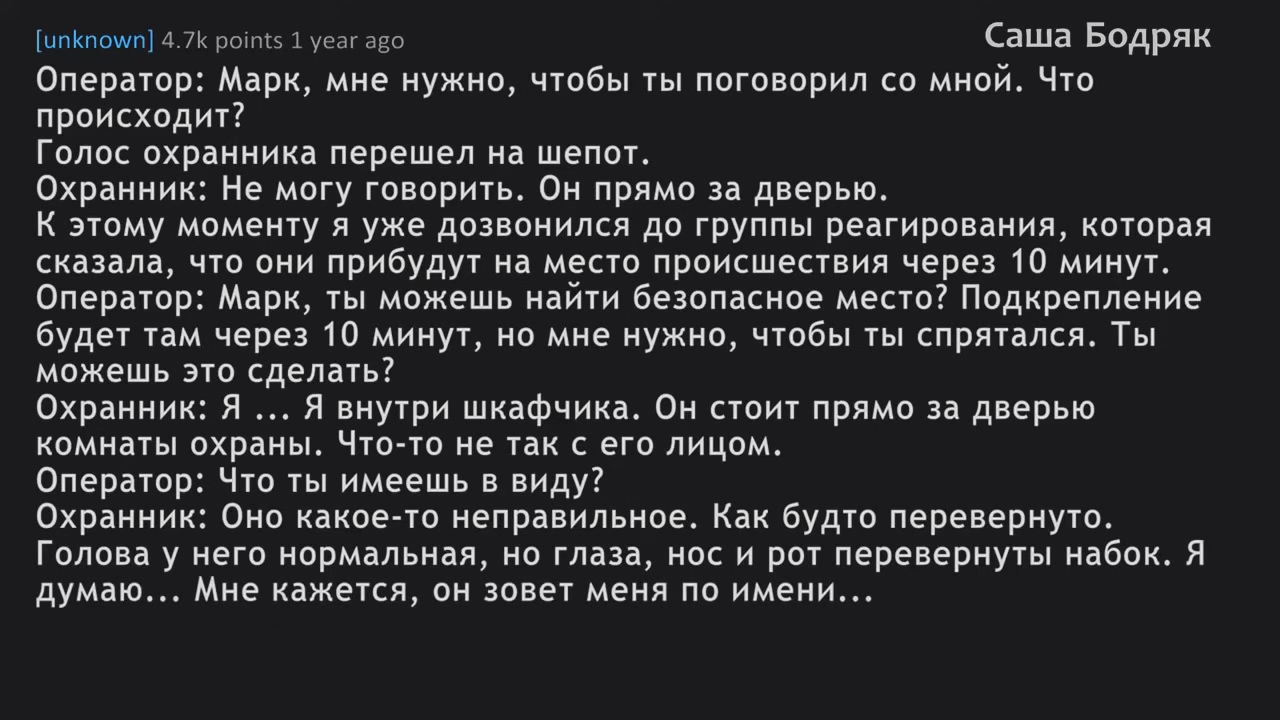 [unknown] 4.7k points 1 year ago
Саша Бодряк
Оператор: Марк, мне нужно, чтобы ты поговорил со мной. Что
происходит?
Голос охранника перешел на шепот.
Охранник: Не могу говорить. Он прямо за дверью.
К этому моменту я уже дозвонился до группы реагирования, которая
сказала, что они прибудут на место происшествия через 10 минут.
Оператор: Марк, ты можешь найти безопасное место? Подкрепление
будет там через 10 минут, но мне нужно, чтобы ты спрятался. Ты
можешь это сделать?
Охранник: Я ... Я внутри шкафчика. Он стоит прямо за дверью
комнаты охраны. Что-то не так с его лицом.
Оператор: Что ты имеешь в виду?
Охранник: Оно какое-то неправильное. Как будто перевернуто.
Голова у него нормальная, но глаза, нос и рот перевернуты набок. Я
думаю... Мне кажется, он зовет меня по имени...